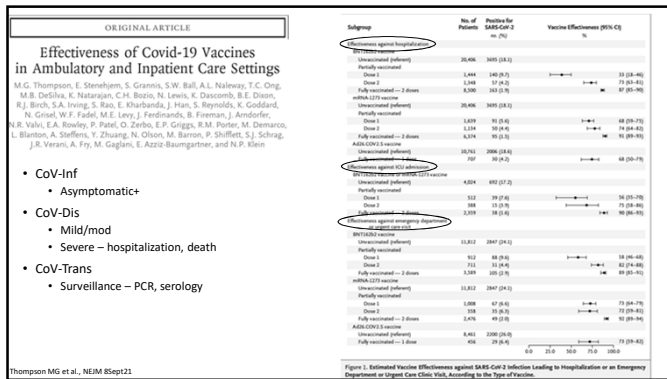 ORIGINAL ARTICLE
Effectiveness of Covid-19 Vaccines
in Ambulatory and Inpatient Care Settings
M.G. Thompson, E. Stenehjem, S. Grannis, S.W. Ball, A.L. Naleway, T.C. Ong,
M.B. DeSilva, K. Natarajan, C.H. Bozio, N. Lewis, K. Dascomb, B.E. Dixon,
R.J. Birch, S.A. Irving, S. Rao, E. Kharbanda, J. Han, S. Reynolds, K. Goddard,
N. Grisel, W.F. Fadel, M.E. Levy, J. Ferdinands, B. Fireman, J. Arndorfer,
N.R. Valvi, E.A. Rowley, P. Patel, O. Zerbo, E.P. Griggs, R.M. Porter, M. Demarco,
L. Blanton, A. Steffens, Y. Zhuang, N. Olson, M. Barron, P. Shifflett, S.J. Schrag,
J.R. Verani, A. Fry, M. Gaglani, E. Azziz-Baumgartner, and N.P. Klein
• CoV-Inf
• Asymptomatic+
• CoV-Dis
• Mild/mod
• Severe – hospitalization, death
• CoV-Trans
• Surveillance – PCR, serology
Thompson MG et al., NEJM 8Sept21
Subgroup No. of Patients Positive for SARS-CoV-2 Vaccine Effectiveness (95% CI)
no. (%) %
Effectiveness against hospitalization
BNT162b2 vaccine
Unvaccinated (referent) 20,406 3695 (18.1)
Partially vaccinated
Dose 1 1,444 140 (9.7)
Dose 2 1,348 57 (4.2) 73 (63–81)
Fully vaccinated — 2 doses 8,500 163 (1.9) 87 (85–90)
mRNA-1273 vaccine
Unvaccinated (referent) 20,406 3695 (18.1)
Partially vaccinated
Dose 1 1,639 91 (5.6) 68 (59–75)
Dose 2 1,134 50 (4.4) 74 (64–82)
Fully vaccinated — 2 doses 6,374 95 (1.5) 91 (89–93)
Ad26.COV2.S vaccine
Unvaccinated (referent) 10,761 2006 (18.6)
Fully vaccinated — 1 dose 707 30 (4.2) 68 (50–79)
Effectiveness against ICU admission
BNT162b2 vaccine or mRNA-1273 vaccine
Unvaccinated (referent) 4,024 692 (17.2)
Partially vaccinated
Dose 1 512 39 (7.6) 56 (35–70)
Dose 2 388 15 (3.9) 75 (58–86)
Fully vaccinated — 2 doses 2,359 38 (1.6) 90 (86–93)
Effectiveness against emergency department
or urgent care visit
BNT162b2 vaccine
Unvaccinated (referent) 11,812 2847 (24.1)
Partially vaccinated
Dose 1 912 88 (9.6) 58 (46–68)
Dose 2 711 31 (4.4) 82 (74–88)
Fully vaccinated — 2 doses 3,589 105 (2.9) 89 (85–91)
mRNA-1273 vaccine
Unvaccinated (referent) 11,812 2847 (24.1)
Partially vaccinated
Dose 1 1,008 67 (6.6) 73 (64–79)
Dose 2 558 35 (6.3) 72 (59–81)
Fully vaccinated — 2 doses 2,476 49 (2.0) 92 (89–94)
Ad26.COV2.S vaccine
Unvaccinated (referent) 8,461 2200 (26.0)
Fully vaccinated — 1 dose 456 29 (6.4) 73 (59–82)
0.0 25.0 50.0 75.0 100.0
Figure 1. Estimated Vaccine Effectiveness against SARS-CoV-2 Infection Leading to Hospitalization or an Emergency
Department or Urgent Care Clinic Visit, According to the Type of Vaccine.